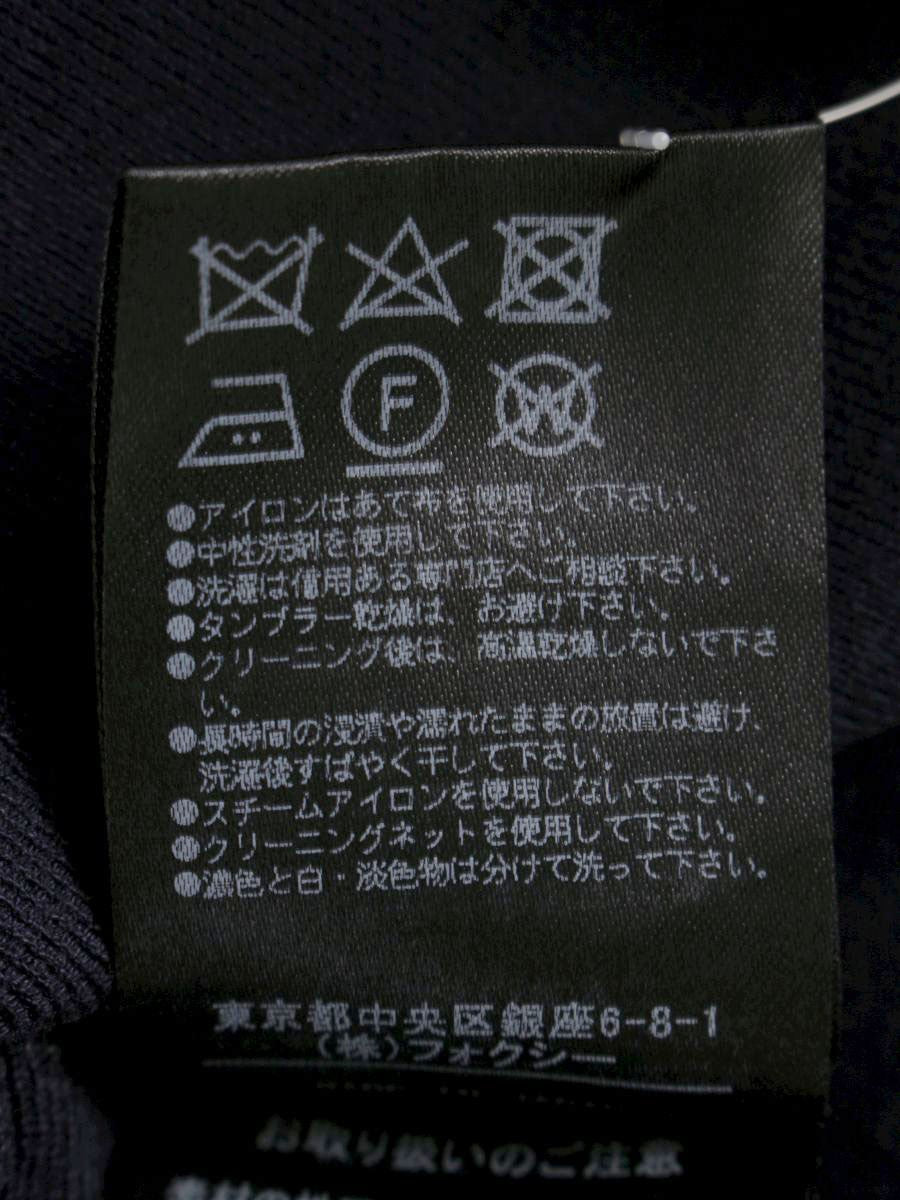 F
W
●アイロンはあて布を使用して下さい。
●中性洗剤を使用して下さい。
●洗濯は信用ある専門店へご相談下さい。
●タンブラー乾燥は、お避け下さい。
●クリーニング後は、高温乾燥しないで下さ
い。
●長時間の浸漬や濡れたままの放置は避け、
洗濯後すばやく干して下さい。
●スチームアイロンを使用しないで下さい。
●クリーニングネットを使用して下さい。
●濃色と白・淡色物は分けて洗って下さい。
東京都中央区銀座6-8-1
(株)フォクシー
お取り扱いのご注意